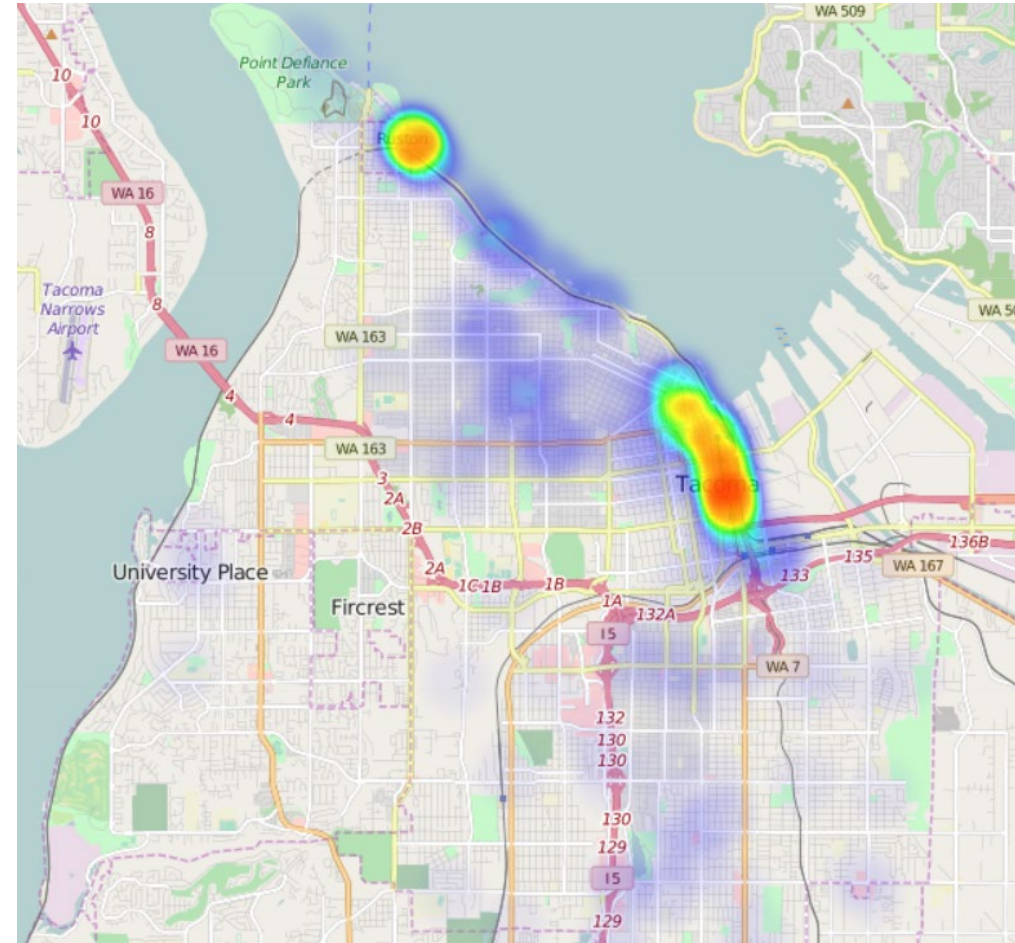 WA 509
Point Defiance
Park
10
10
Ruston
WA 16
8
Tacoma
Narrows
Airport
8
WA 16
WA 163
WA 50
4
4
WA 163
3
2A
Tacoma
2B
136B
135
2A
133
WA 167
University Place
1C
1B
1B
1A
Fircrest
132A
I 5
WA 7
132
130
130
130
129
I 5
129